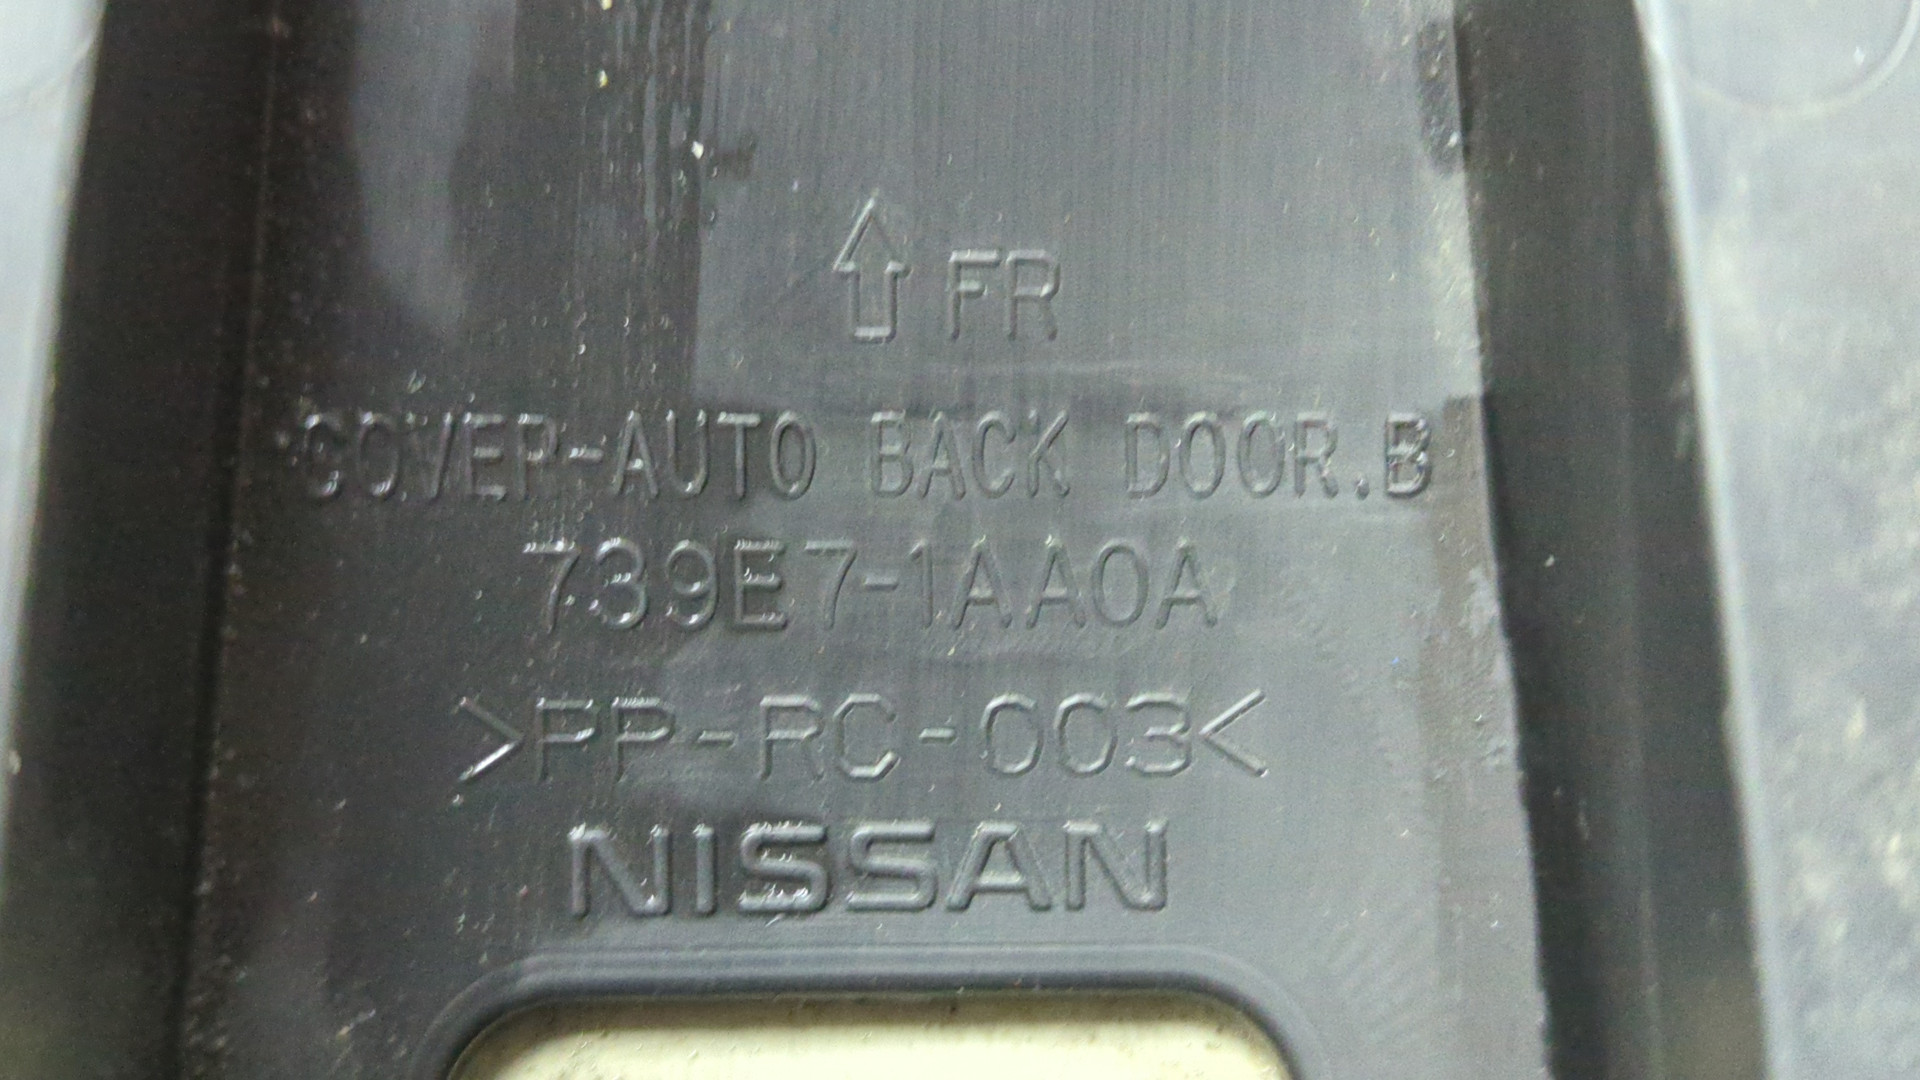 FR
COVER-AUTO BACK DOOR.B
739E7-1AA0A
>PP-RC-003<
NISSAN